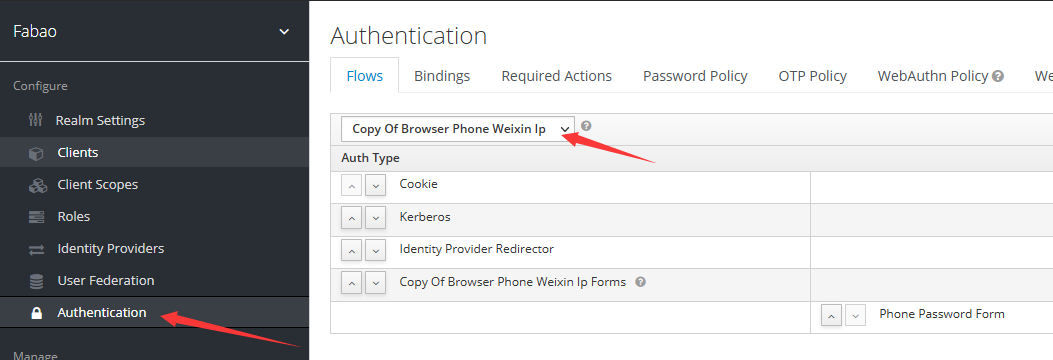 Fabao
Configure
Realm Settings
Clients
Client Scopes
Roles
Identity Providers
User Federation
Authentication
Manage
Authentication
Flows Bindings Required Actions Password Policy OTP Policy WebAuthn Policy We
Copy Of Browser Phone Weixin Ip
Auth Type
Cookie
Kerberos
Identity Provider Redirector
Copy Of Browser Phone Weixin Ip Forms
Phone Password Form